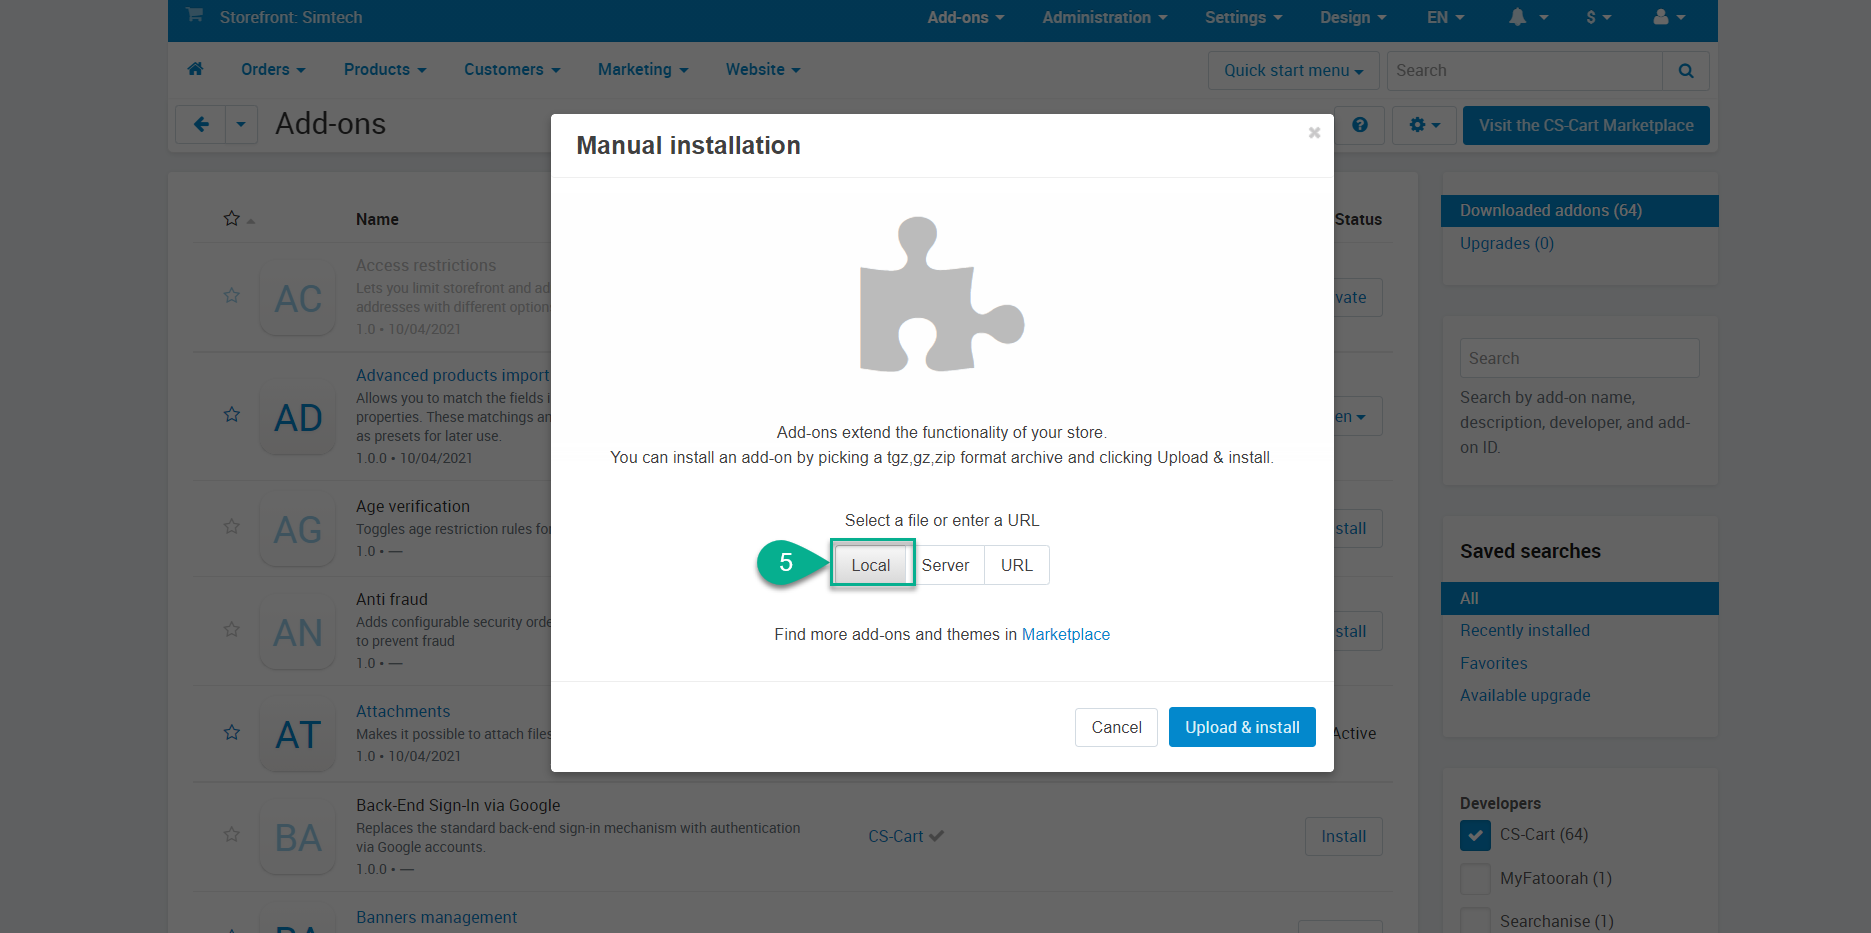 Storefront: Simtech
Add-ons Administration Settings Design EN $
Orders Products Customers Marketing Website
Quick start menu Search
Add-ons
Visit the CS-Cart Marketplace
Manual installation
Add-ons extend the functionality of your store.
You can install an add-on by picking a tgz,gz,zip format archive and clicking Upload & install.
Select a file or enter a URL
5 Local Server URL
Find more add-ons and themes in Marketplace
Cancel Upload & install
Name
Status
AC
Access restrictions
Lets you limit storefront and ad
addresses with different option
1.0 • 10/04/2021
vate
AD
Advanced products import
Allows you to match the fields i
properties. These matchings an
as presets for later use.
1.0.0 • 10/04/2021
en
AG
Age verification
Toggles age restriction rules fo
1.0 • —
stall
AN
Anti fraud
Adds configurable security orde
to prevent fraud
1.0 • —
stall
AT
Attachments
Makes it possible to attach files
1.0 • 10/04/2021
Active
BA
Back-End Sign-In via Google
Replaces the standard back-end sign-in mechanism with authentication
via Google accounts.
1.0.0 • —
CS-Cart
Install
BA
Banners management
Downloaded addons (64)
Upgrades (0)
Search
Search by add-on name,
description, developer, and add-
on ID.
Saved searches
All
Recently installed
Favorites
Available upgrade
Developers
CS-Cart (64)
MyFatoorah (1)
Searchanise (1)